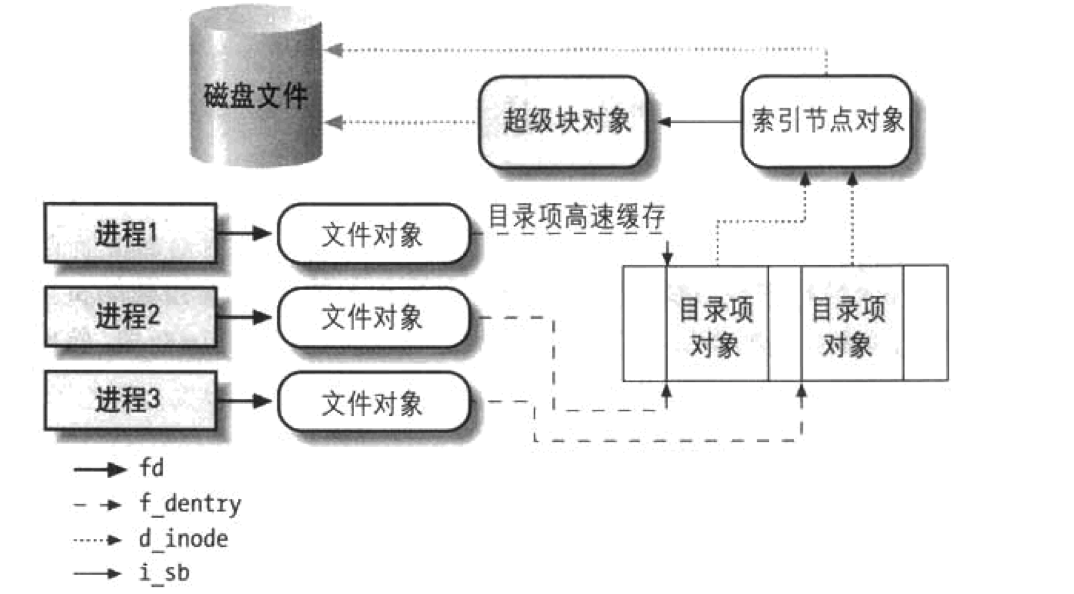 磁盘文件
超级块对象
索引节点对象
目录项高速缓存
进程1
文件对象
进程2
文件对象
进程3
文件对象
目录项
对象
目录项
对象
fd
f_dentry
d_inode
i_sb